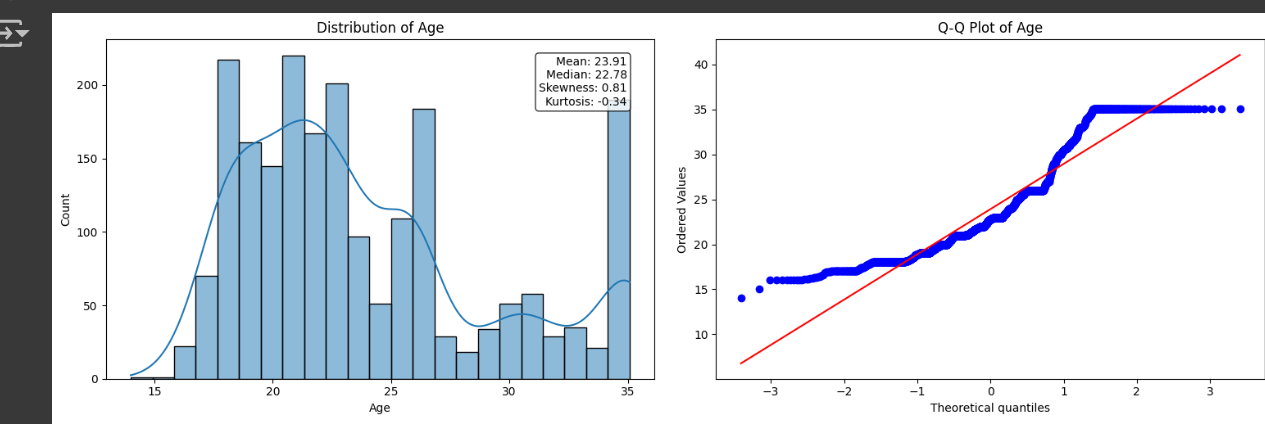 Distribution of Age
Mean: 23.91
Median: 22.78
Skewness: 0.81
Kurtosis: -0.34
200
150
100
50
0
Count
15 20 25 30 35
Age
Q-Q Plot of Age
40
35
30
25
20
15
10
Ordered Values
−3 −2 −1 0 1 2 3
Theoretical quantiles